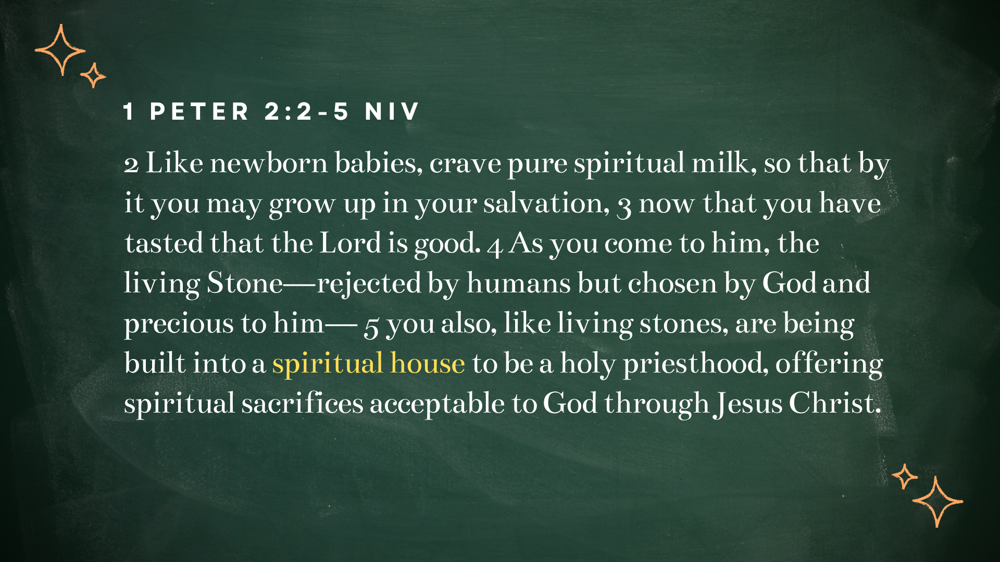 1 PETER 2:2-5 NIV
2 Like newborn babies, crave pure spiritual milk, so that by
it you may grow up in your salvation, 3 now that you have
tasted that the Lord is good. 4 As you come to him, the
living Stone—rejected by humans but chosen by God and
precious to him— 5 you also, like living stones, are being
built into a spiritual house to be a holy priesthood, offering
spiritual sacrifices acceptable to God through Jesus Christ.